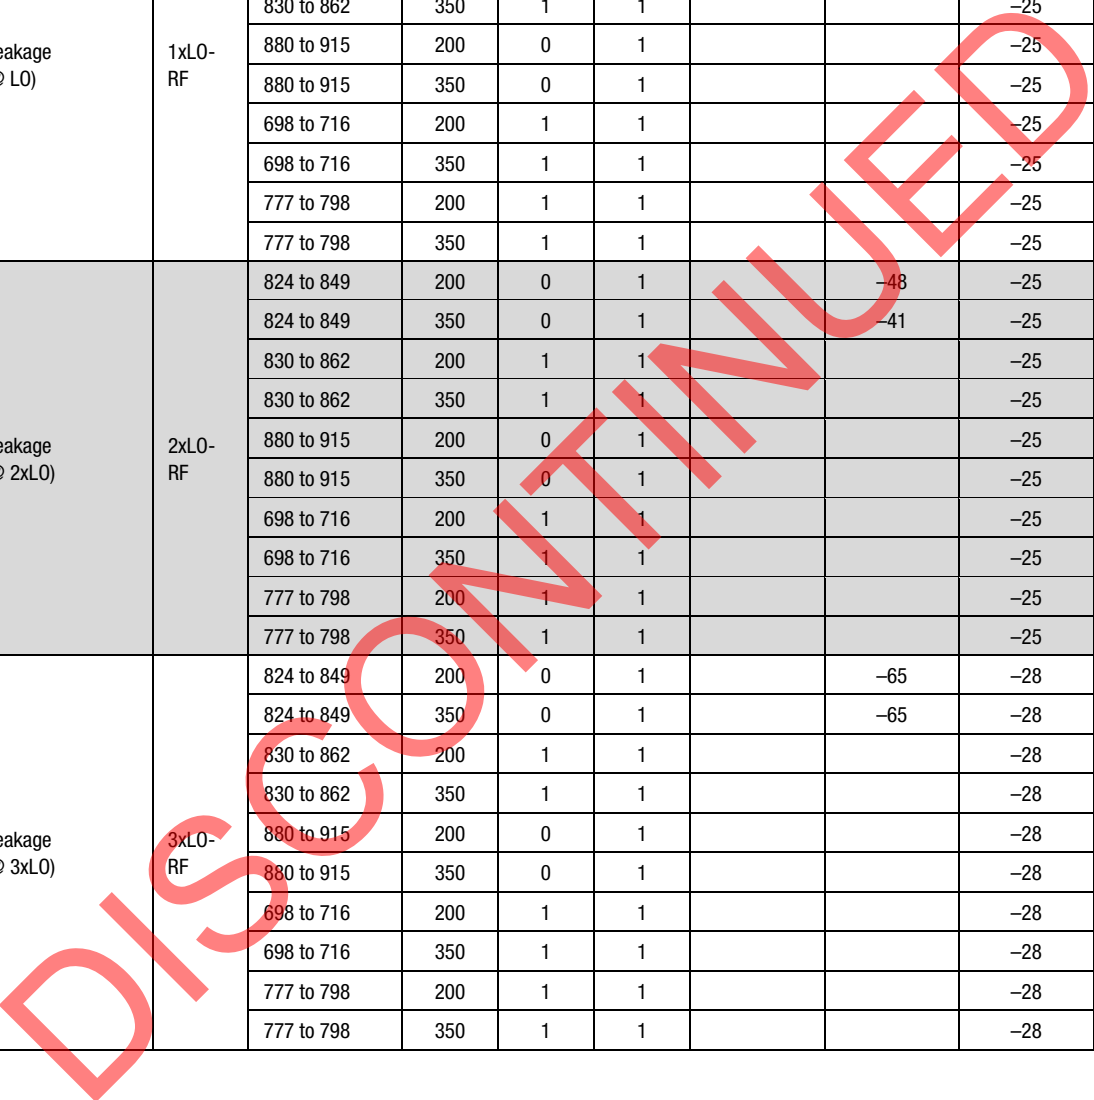 830 to 862 350 1 1 –25
eakage 1xLO- 880 to 915 200 0 1 –25
@ LO) RF 880 to 915 350 0 1 –25
698 to 716 200 1 1 –25
698 to 716 350 1 1 –25
777 to 798 200 1 1 –25
777 to 798 350 1 1 –25
824 to 849 200 0 1 –48 –25
824 to 849 350 0 1 –41 –25
830 to 862 200 1 1 –25
830 to 862 350 1 1 –25
eakage 2xLO- 880 to 915 200 0 1 –25
@ 2xLO) RF 880 to 915 350 0 1 –25
698 to 716 200 1 1 –25
698 to 716 350 1 1 –25
777 to 798 200 1 1 –25
777 to 798 350 1 1 –25
824 to 849 200 0 1 –65 –28
824 to 849 350 0 1 –65 –28
830 to 862 200 1 1 –28
830 to 862 350 1 1 –28
eakage 3xLO- 880 to 915 200 0 1 –28
@ 3xLO) RF 880 to 915 350 0 1 –28
698 to 716 200 1 1 –28
698 to 716 350 1 1 –28
777 to 798 200 1 1 –28
777 to 798 350 1 1 –28
DISCONTINUED